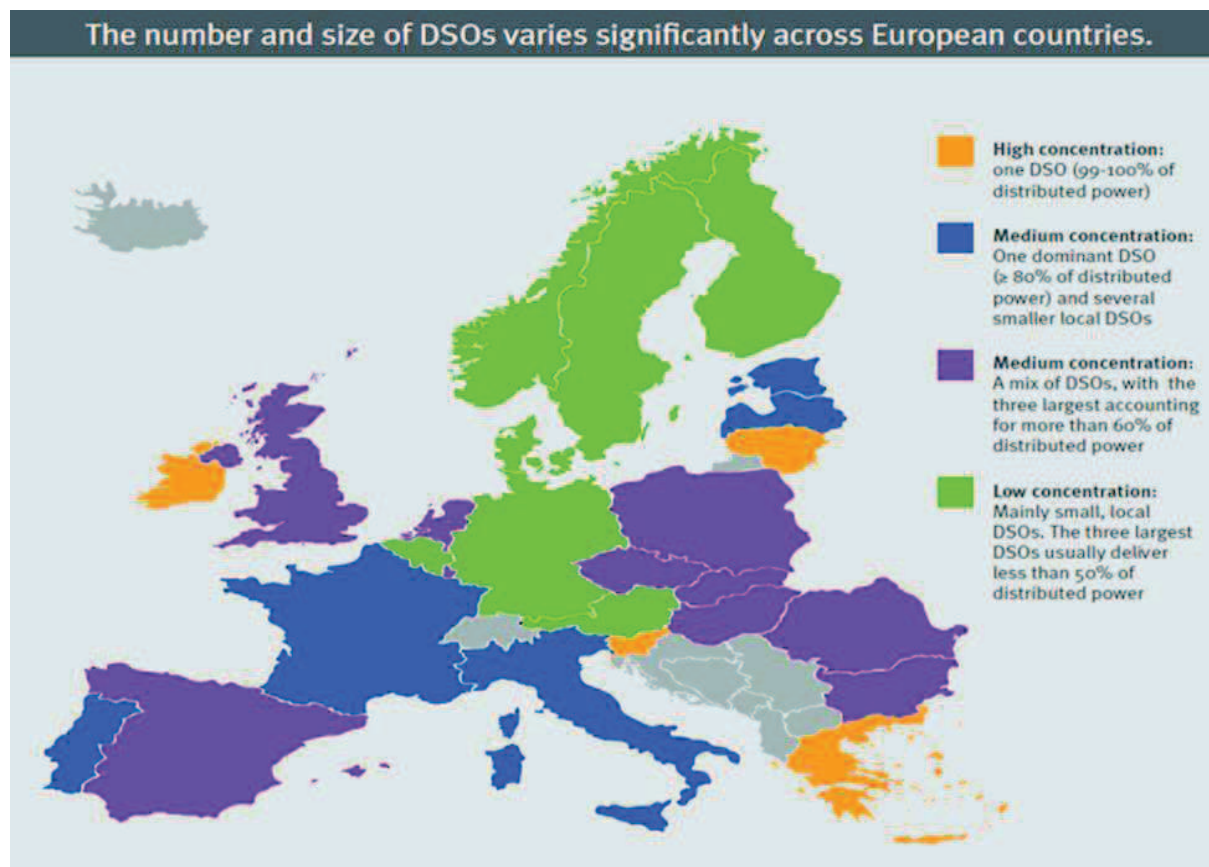 The number and size of DSOs varies significantly across European countries.
High concentration:
one DSO (99-100% of
distributed power)
Medium concentration:
One dominant DSO
(≥ 80% of distributed
power) and several
smaller local DSOs
Medium concentration:
A mix of DSOs, with the
three largest accounting
for more than 60% of
distributed power
Low concentration:
Mainly small, local
DSOs. The three largest
DSOs usually deliver
less than 50% of
distributed power